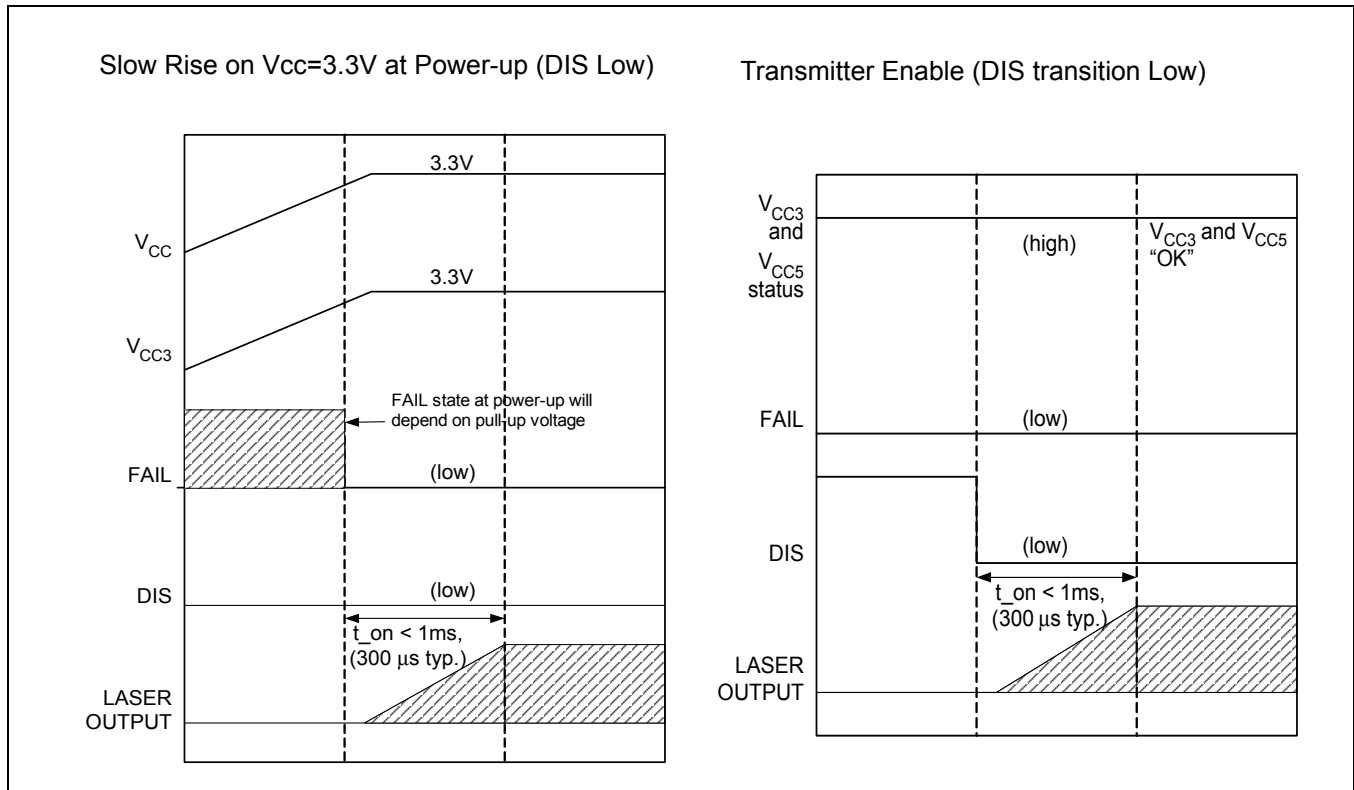 Slow Rise on Vcc=3.3V at Power-up (DIS Low)
3.3V
VCC
3.3V
VCC3
FAIL state at power-up will
depend on pull-up voltage
FAIL
(low)
DIS
(low)
t_on < 1ms,
(300 µs typ.)
LASER
OUTPUT
Transmitter Enable (DIS transition Low)
VCC3
and
VCC5
status
(high)
VCC3 and VCC5
“OK”
FAIL
(low)
DIS
(low)
t_on < 1ms,
(300 µs typ.)
LASER
OUTPUT